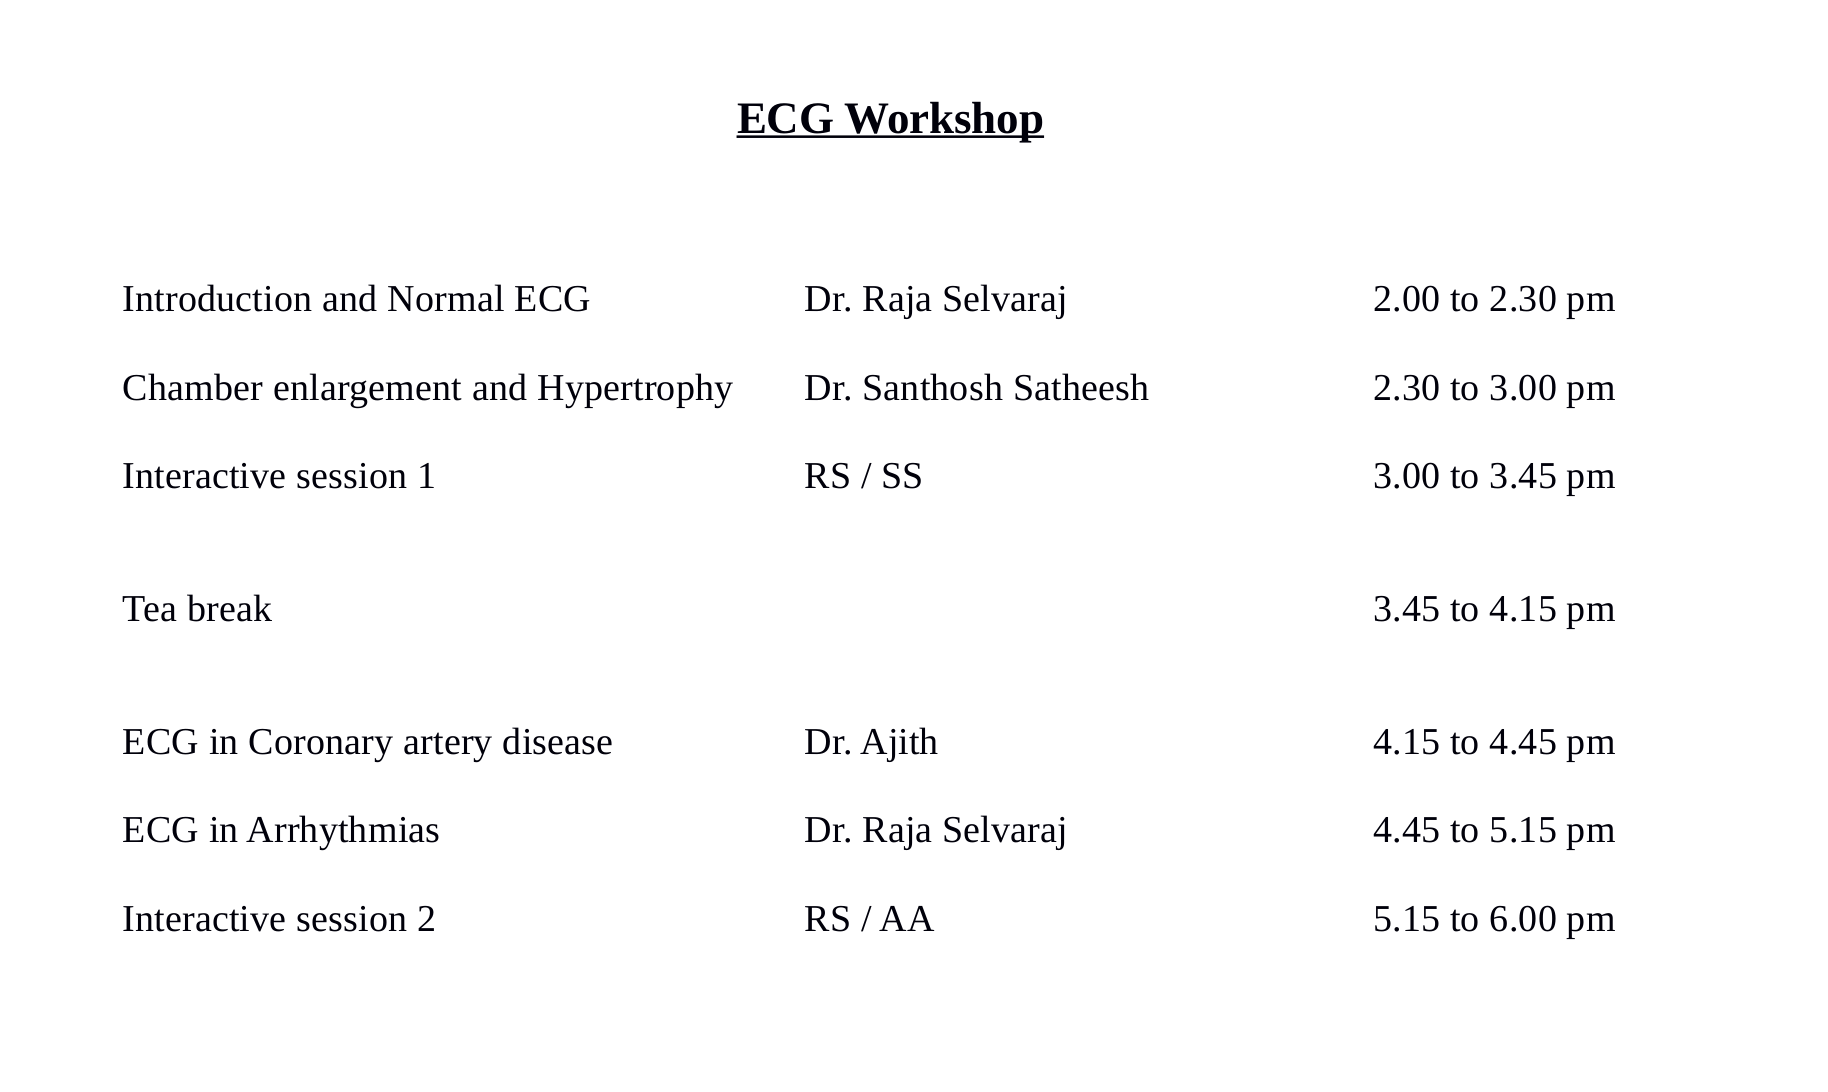 ECG Workshop
Introduction and Normal ECG Dr. Raja Selvaraj 2.00 to 2.30 pm
Chamber enlargement and Hypertrophy Dr. Santhosh Satheesh 2.30 to 3.00 pm
Interactive session 1 RS / SS 3.00 to 3.45 pm
Tea break 3.45 to 4.15 pm
ECG in Coronary artery disease Dr. Ajith 4.15 to 4.45 pm
ECG in Arrhythmias Dr. Raja Selvaraj 4.45 to 5.15 pm
Interactive session 2 RS / AA 5.15 to 6.00 pm